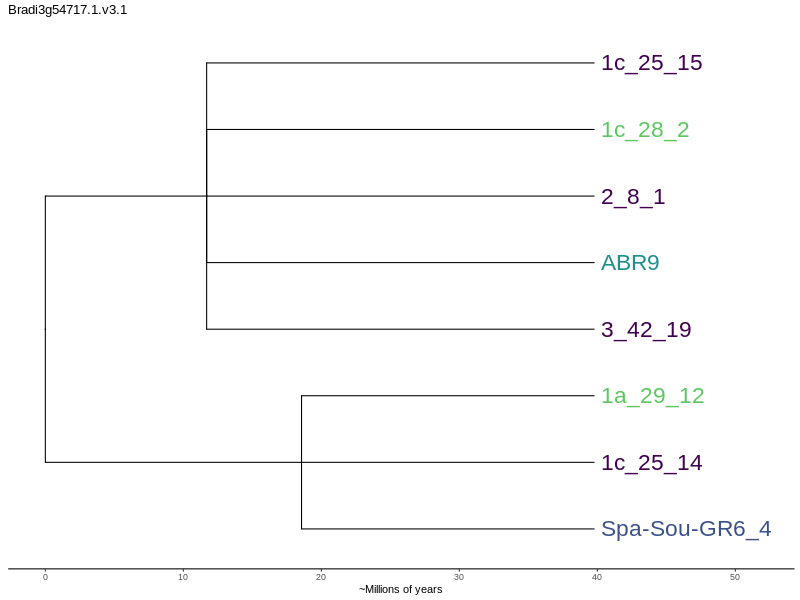 Bradi3g54717.1.v3.1
1c_25_15
1c_28_2
2_8_1
ABR9
3_42_19
1a_29_12
1c_25_14
Spa-Sou-GR6_4
0 10 20 30 40 50
~Millions of years